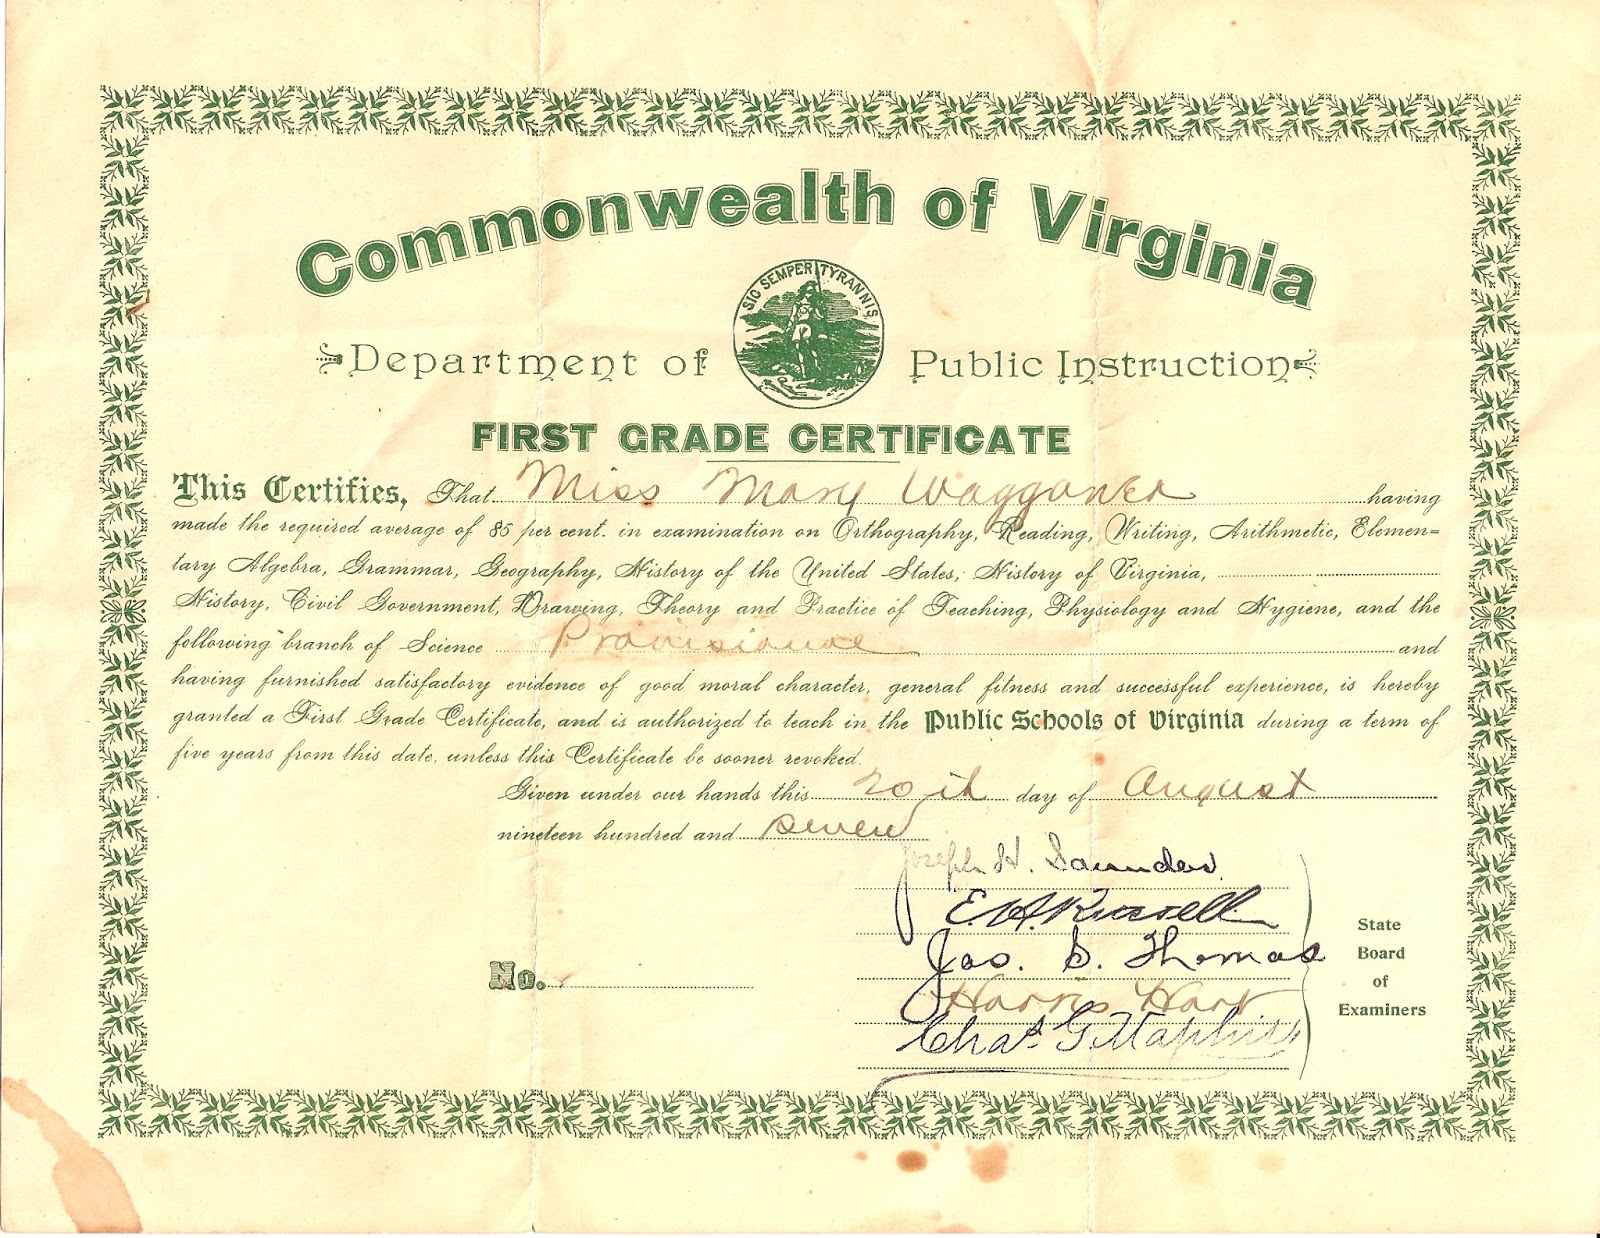 Commonwealth of Virginia
SIC SEMPER TYRANNIS
Department of Public Instruction
FIRST GRADE CERTIFICATE
This Certifies, That Miss Mary Waggoner having
made the required average of 85 per cent. in examination on Orthography, Reading, Writing, Arithmetic, Elemen=
tary Algebra, Grammar, Geography, History of the United States, History of Virginia,
History, Civil Government, Drawing, Theory and Practice of Teaching, Physiology and Hygiene, and the
following branch of Science Provisional and
having furnished satisfactory evidence of good moral character, general fitness and successful experience, is hereby
granted a First Grade Certificate, and is authorized to teach in the Public Schools of Virginia during a term of
five years from this date, unless this Certificate be sooner revoked.
Given under our hands this 20th day of August
nineteen hundred and seven
Joseph H. Saunders.
E. H. Russell
Jas. S. Thomas
Harris Hart
Chas. G. Maphis
State
Board
of
Examiners
No.